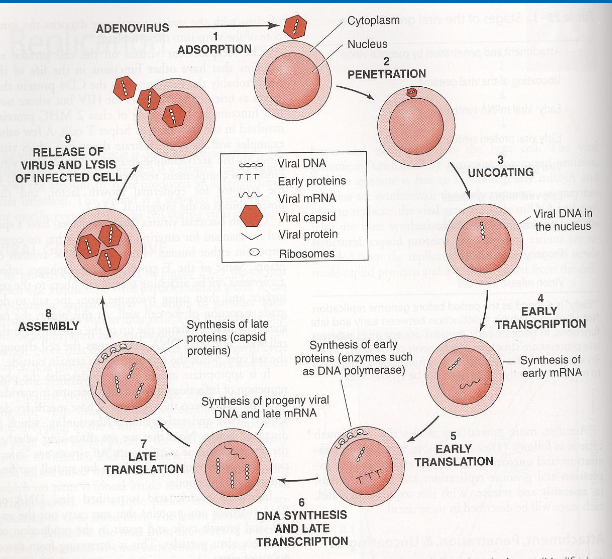 ADENOVIRUS
1
ADSORPTION
Cytoplasm
Nucleus
2
PENETRATION
3
UNCOATING
Viral DNA in
the nucleus
4
EARLY
TRANSCRIPTION
Synthesis of
early mRNA
5
EARLY
TRANSLATION
Synthesis of early
proteins (enzymes such
as DNA polymerase)
6
DNA SYNTHESIS
AND LATE
TRANSCRIPTION
Synthesis of progeny viral
DNA and late mRNA
7
LATE
TRANSLATION
Synthesis of late
proteins (capsid
proteins)
8
ASSEMBLY
9
RELEASE OF
VIRUS AND LYSIS
OF INFECTED CELL
Viral DNA
Early proteins
Viral mRNA
Viral capsid
Viral protein
Ribosomes